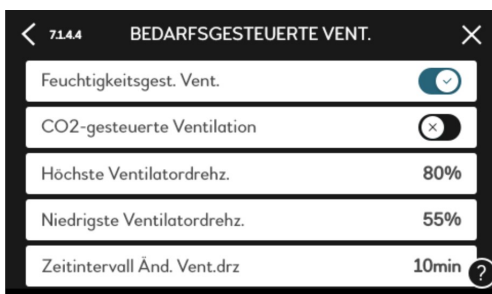 7.1.4.4 BEDARFSGESTEUERTE VENT.
Feuchtigkeitsgest. Vent.
CO2-gesteuerte Ventilation
Höchste Ventilatordrehz. 80%
Niedrigste Ventilatordrehz. 55%
Zeitintervall Änd. Vent.drz 10min
?